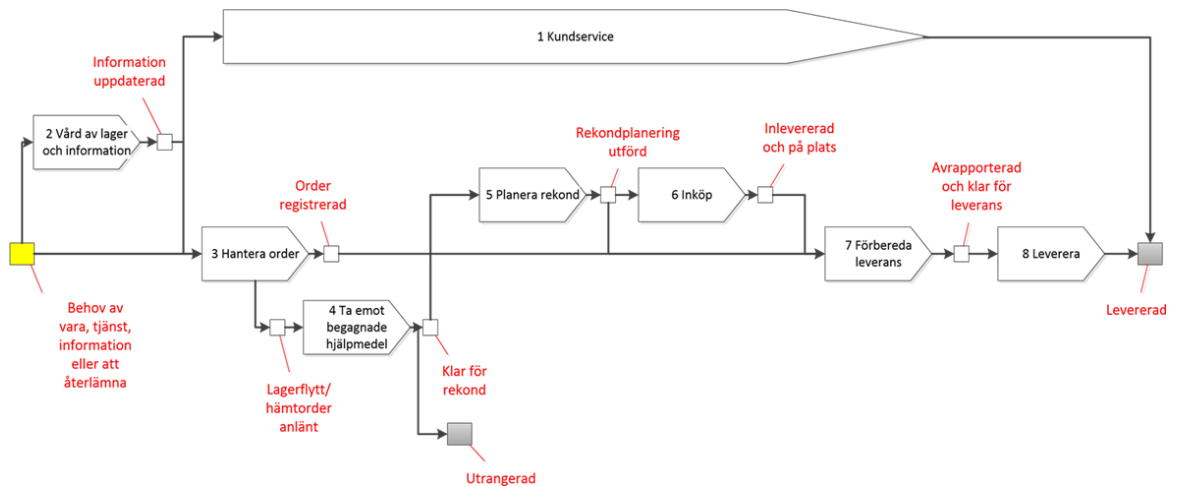 1 Kundservice
Information
uppdaterad
2 Vård av lager
och information
Rekondplanering
utförd
Inlevererad
och på plats
Avrapporterad
och klar för
leverans
Order
registrerad
5 Planera rekond
6 Inköp
3 Hantera order
7 Förbereda
leverans
8 Leverera
Behov av
vara, tjänst,
information
eller att
återlämna
4 Ta emot
begagnade
hjälpmedel
Levererad
Lagerflytt/
hämtorder
anlänt
Klar för
rekond
Utrangerad